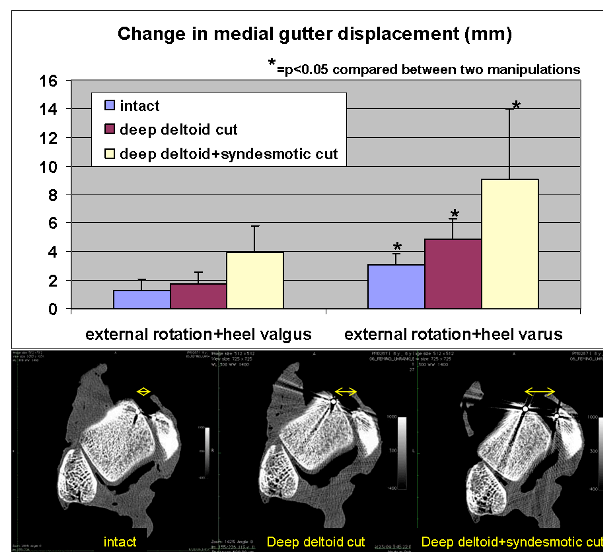 Change in medial gutter displacement (mm)
*=p<0.05 compared between two manipulations
16
14
12
10
8
6
4
2
0
intact
deep deltoid cut
deep deltoid+syndesmotic cut
*
*
*
external rotation+heel valgus
external rotation+heel varus
intact
Deep deltoid cut
Deep deltoid+syndesmotic cut